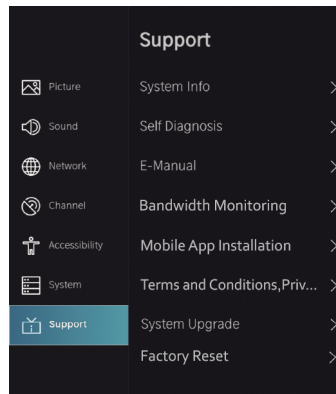 Support
Picture
System Info
Sound
Self Diagnosis
Network
E-Manual
Channel
Bandwidth Monitoring
Accessibility
Mobile App Installation
System
Terms and Conditions,Priv...
Support
System Upgrade
Factory Reset